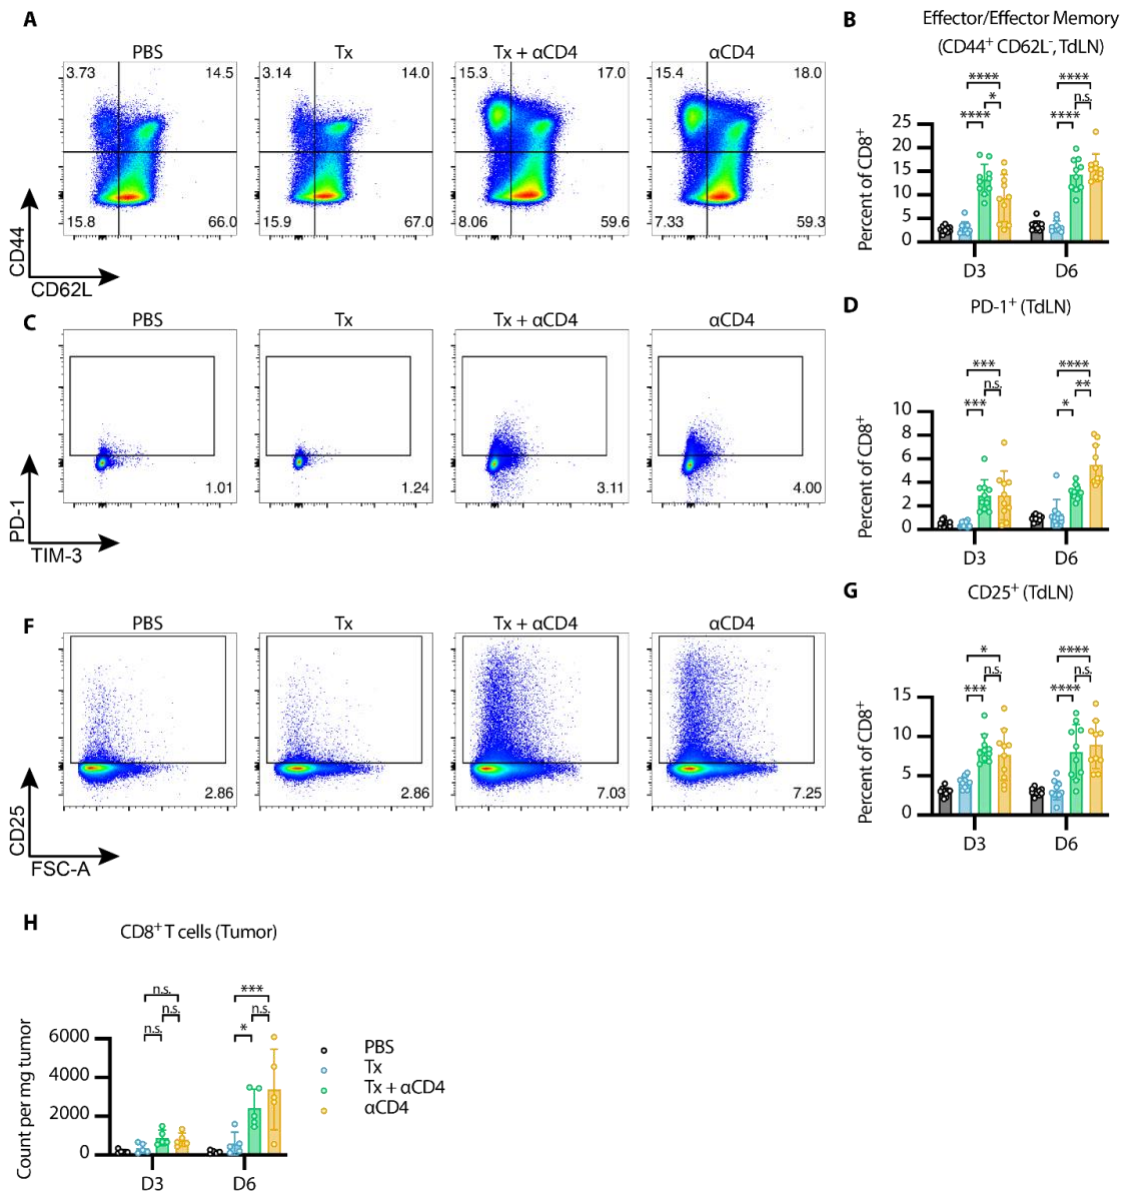 A
PBS
Tx
Tx + αCD4
αCD4
3.73
14.5
3.14
14.0
15.3
17.0
15.4
18.0
15.8
66.0
15.9
67.0
8.06
59.6
7.33
59.3
CD44
CD62L
B
Effector/Effector Memory
(CD44+ CD62L-, TdLN)
**** ****
* n.s.
**** ****
25
20
15
10
5
0
Percent of CD8+
D3 D6
C
PBS
Tx
Tx + αCD4
αCD4
1.01
1.24
3.11
4.00
PD-1
TIM-3
D
PD-1+ (TdLN)
*** ****
n.s. **
*** *
10
8
6
4
2
0
Percent of CD8+
D3 D6
F
PBS
Tx
Tx + αCD4
αCD4
2.86
2.86
7.03
7.25
CD25
FSC-A
G
CD25+ (TdLN)
* ****
n.s. n.s.
*** ****
15
10
5
0
Percent of CD8+
D3 D6
H
CD8+ T cells (Tumor)
n.s. ***
n.s. n.s.
n.s. *
6000
4000
2000
0
Count per mg tumor
D3 D6
PBS
Tx
Tx + αCD4
αCD4